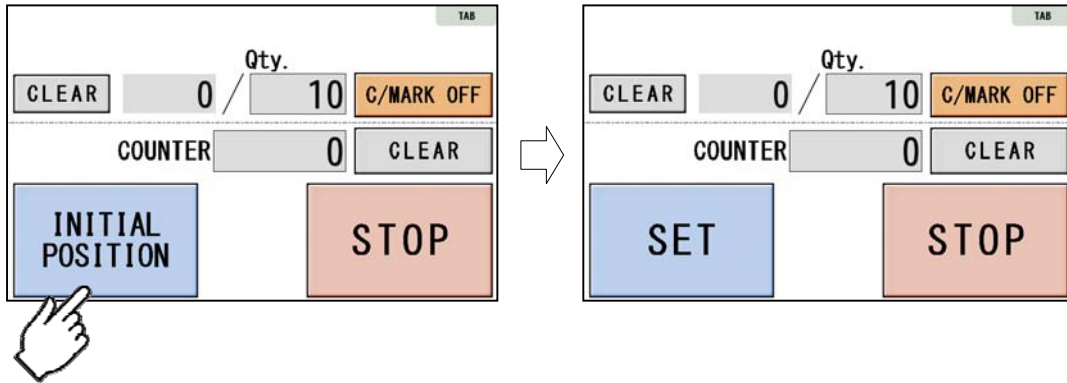 TAB
Qty.
CLEAR 0 / 10 C/MARK OFF
COUNTER 0 CLEAR
INITIAL
POSITION
STOP
TAB
Qty.
CLEAR 0 / 10 C/MARK OFF
COUNTER 0 CLEAR
SET STOP